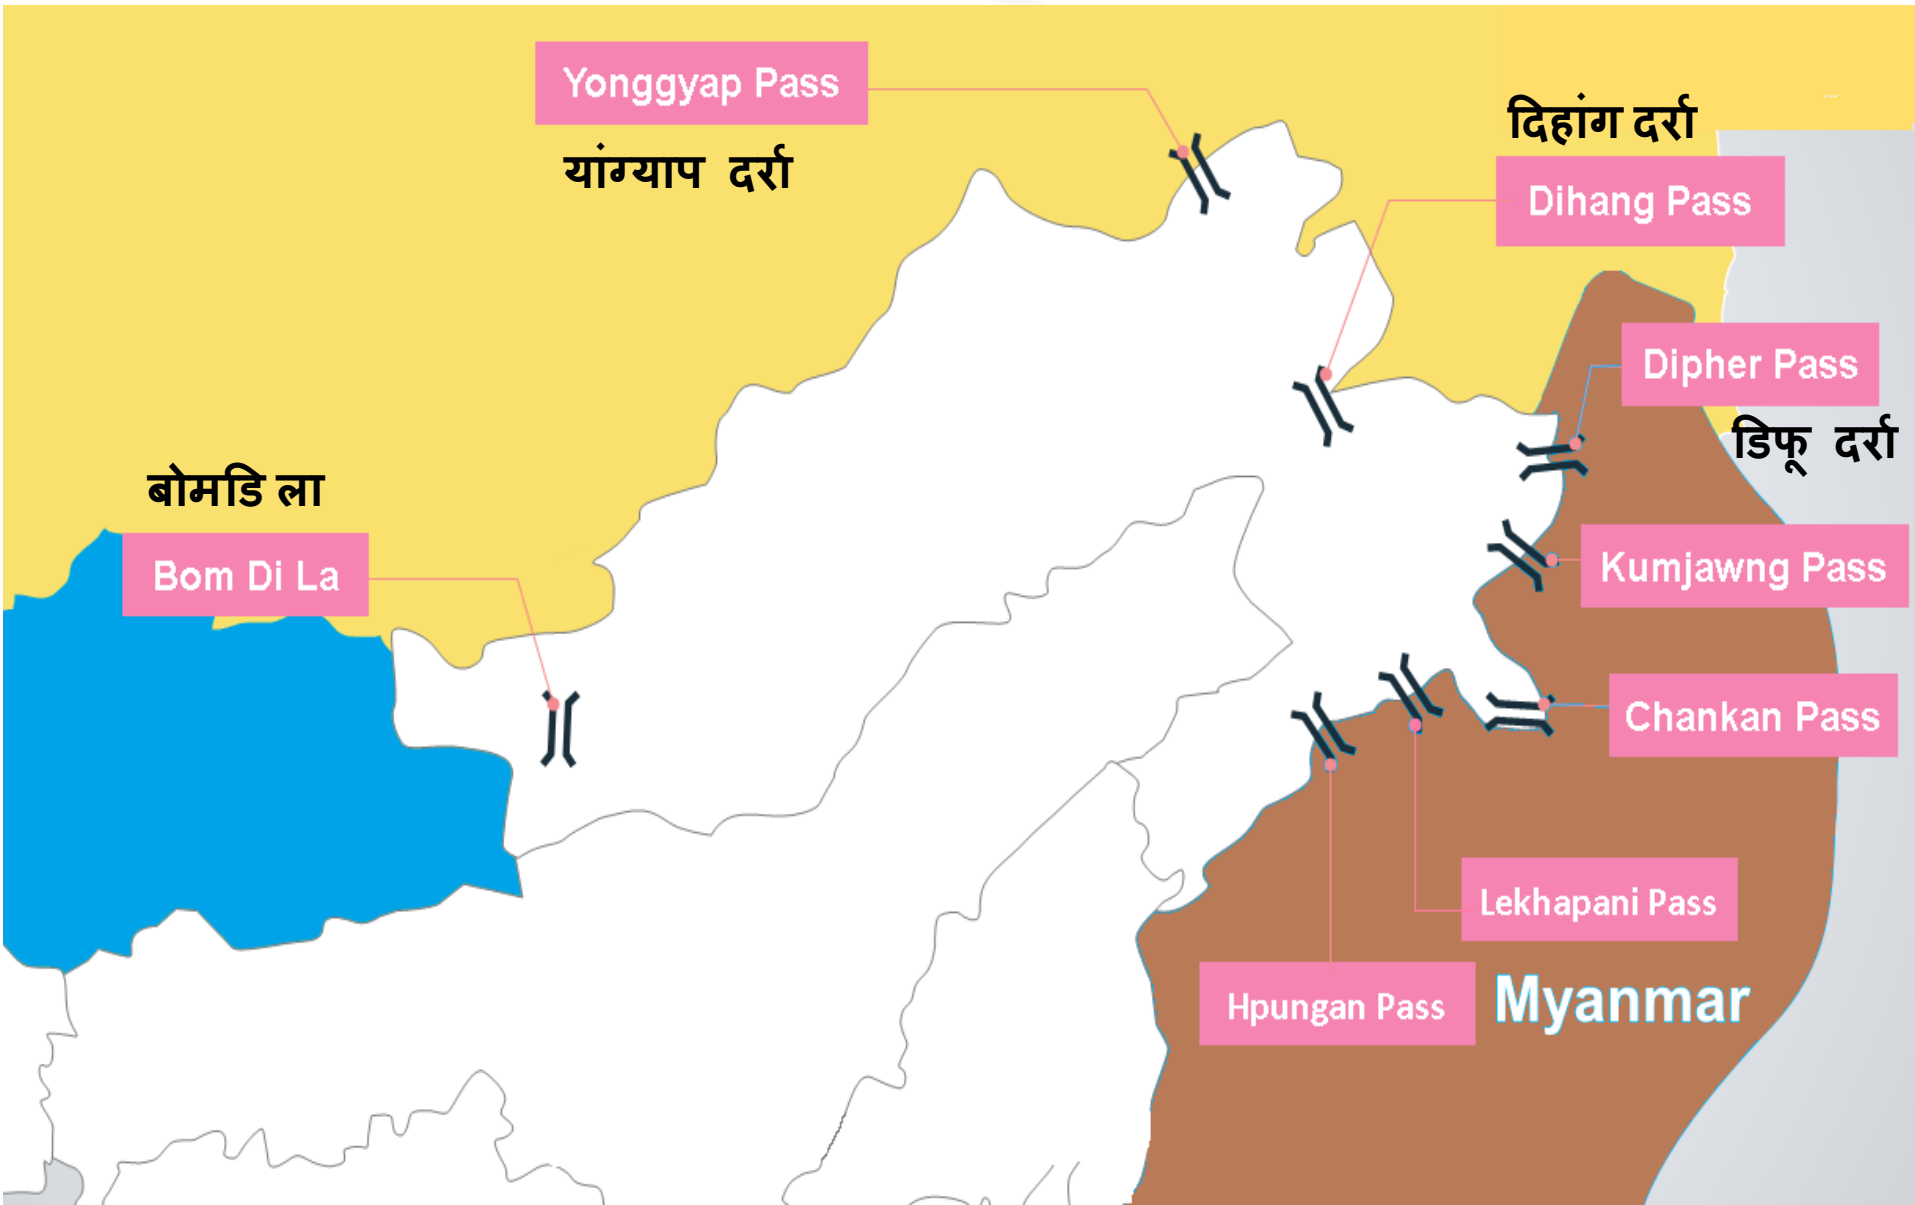 Yonggyap Pass
यांग्याप दर्रा
दिहांग दर्रा
Dihang Pass
Dipher Pass
डिफू दर्रा
बोमडि ला
Bom Di La
Kumjawng Pass
Chankan Pass
Lekhapani Pass
Hpungan Pass
Myanmar